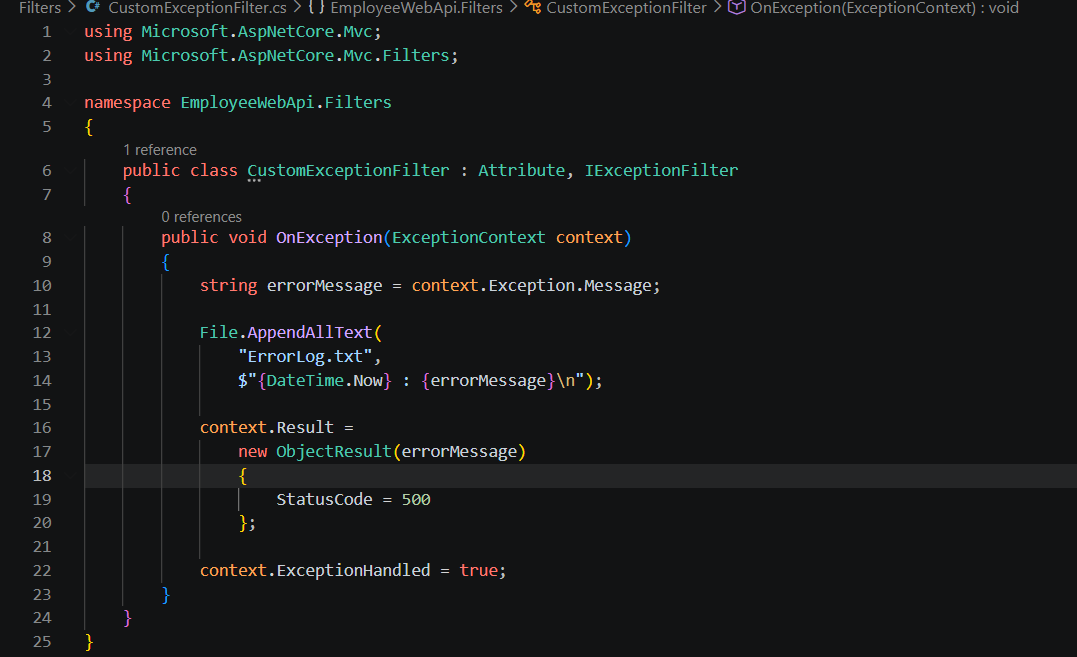 Filters > CustomExceptionFilter.cs > {} EmployeeWebApi.Filters > CustomExceptionFilter > OnException(ExceptionContext) : void
1 using Microsoft.AspNetCore.Mvc;
2 using Microsoft.AspNetCore.Mvc.Filters;
3
4 namespace EmployeeWebApi.Filters
5 {
1 reference
6 public class CustomExceptionFilter : Attribute, IExceptionFilter
7 {
0 references
8 public void OnException(ExceptionContext context)
9 {
10 string errorMessage = context.Exception.Message;
11
12 File.AppendAllText(
13 "ErrorLog.txt",
14 $"{DateTime.Now} : {errorMessage}\n");
15
16 context.Result =
17 new ObjectResult(errorMessage)
18 {
19 StatusCode = 500
20 };
21
22 context.ExceptionHandled = true;
23 }
24 }
25 }